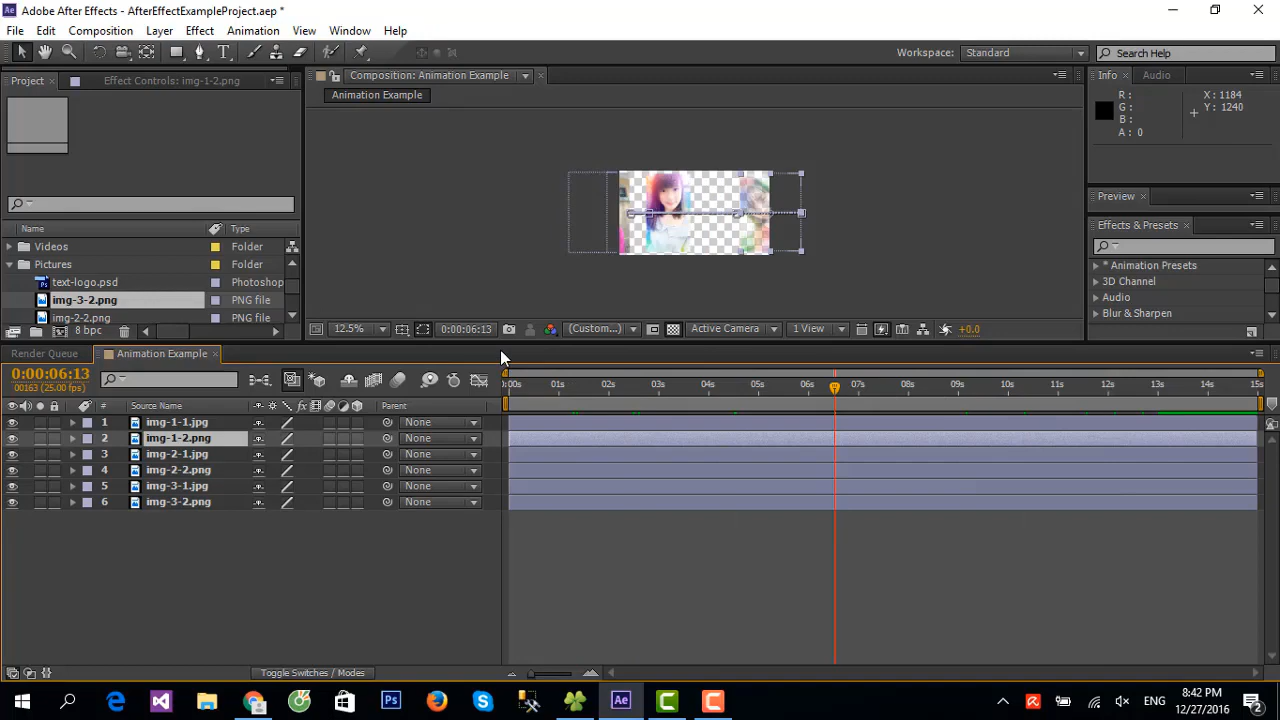 Ae Adobe After Effects - AfterEffectExampleProject.aep *
File Edit Composition Layer Effect Animation View Window Help
Workspace: Standard Search Help
Project Effect Controls: img-1-2.png Composition: Animation Example Info Audio
Animation Example
R : X : 1184
G : Y : 1240
B :
A : 0
Preview
Effects & Presets
Name Type
Videos Folder
* Animation Presets
Pictures Folder
3D Channel
text-logo.psd Photoshop
Audio
img-3-2.png PNG file
Blur & Sharpen
img-2-2.png PNG file
8 bpc 12.5% 0:00:06:13 (Custom... Active Camera 1 View +0.0
Render Queue Animation Example
0:00:06:13
00163 (25.00 fps)
:00s 01s 02s 03s 04s 05s 06s 07s 08s 09s 10s 11s 12s 13s 14s 15s
# Source Name fx Parent
1 img-1-1.jpg None
2 img-1-2.png None
3 img-2-1.jpg None
4 img-2-2.png None
5 img-3-1.jpg None
6 img-3-2.png None
Toggle Switches / Modes
Ps Ae ENG 8:42 PM
12/27/2016 2